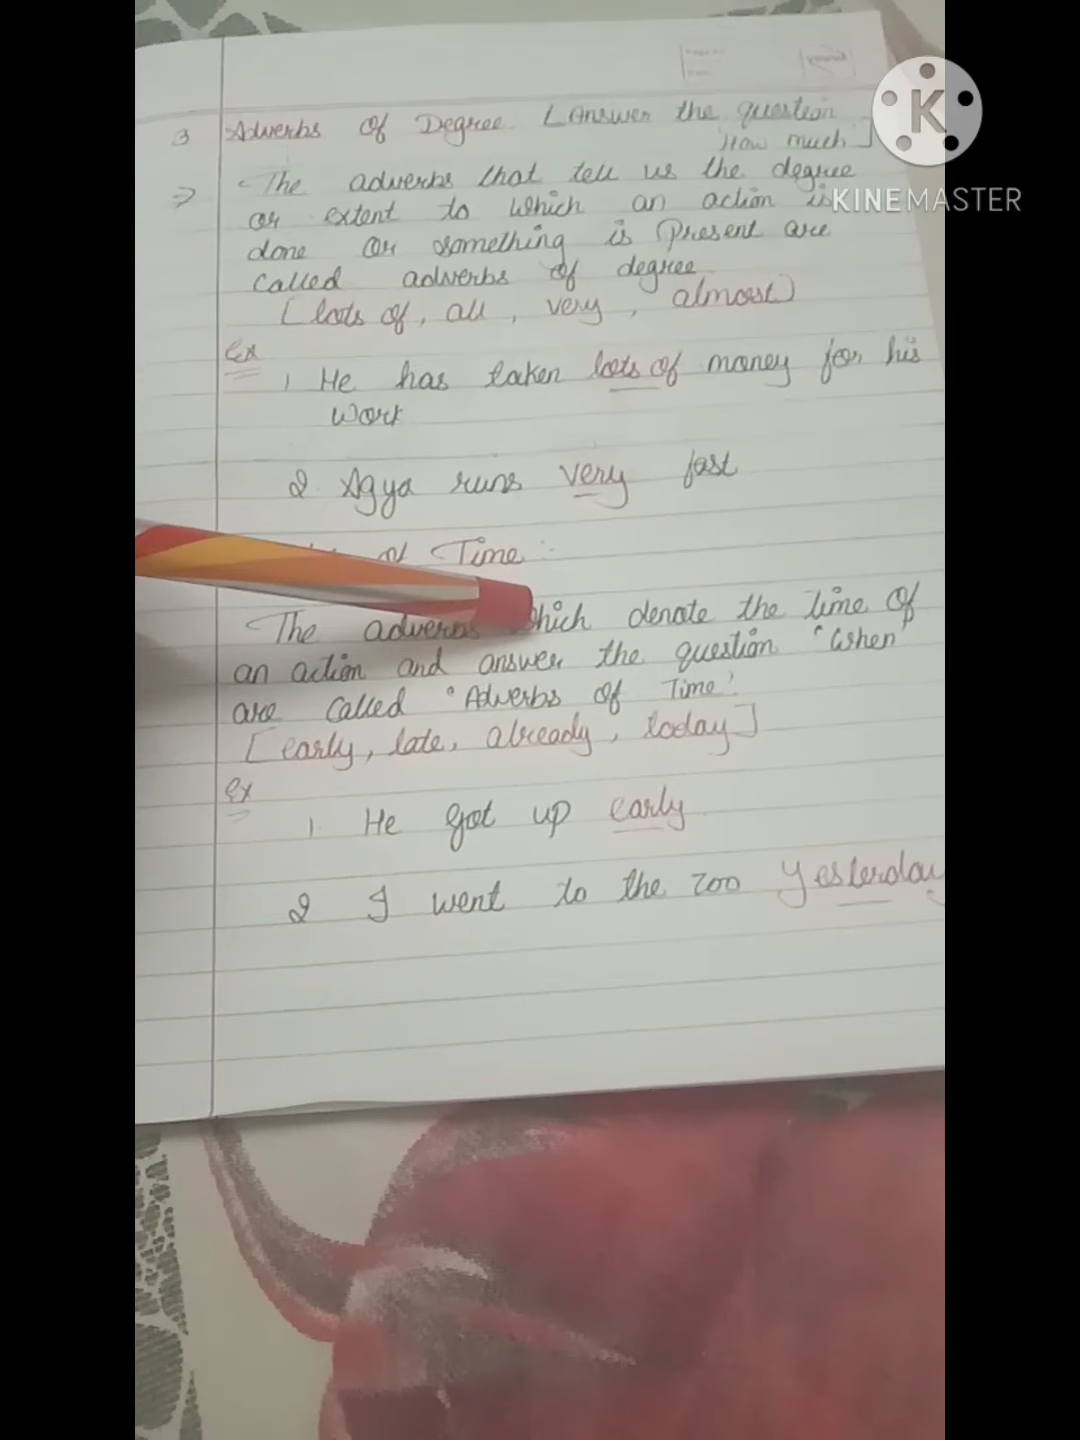 K
KINEMASTER
3 Adverbs Of Degree [Answer the question
How much]
⇒ The adverbs that tell us the degree
or extent to which an action is
done or something is Present are
called adverbs of degree
[lots of, all, very, almost]
Ex
1 He has taken lots of money for his
work
2 Agya runs very fast
of Time :-
The adverbs which denote the time of
an action and answer the question "When"
are called "Adverbs of Time'
[early, late, already, today]
Ex
1. He got up early
2 I went to the zoo yesterday